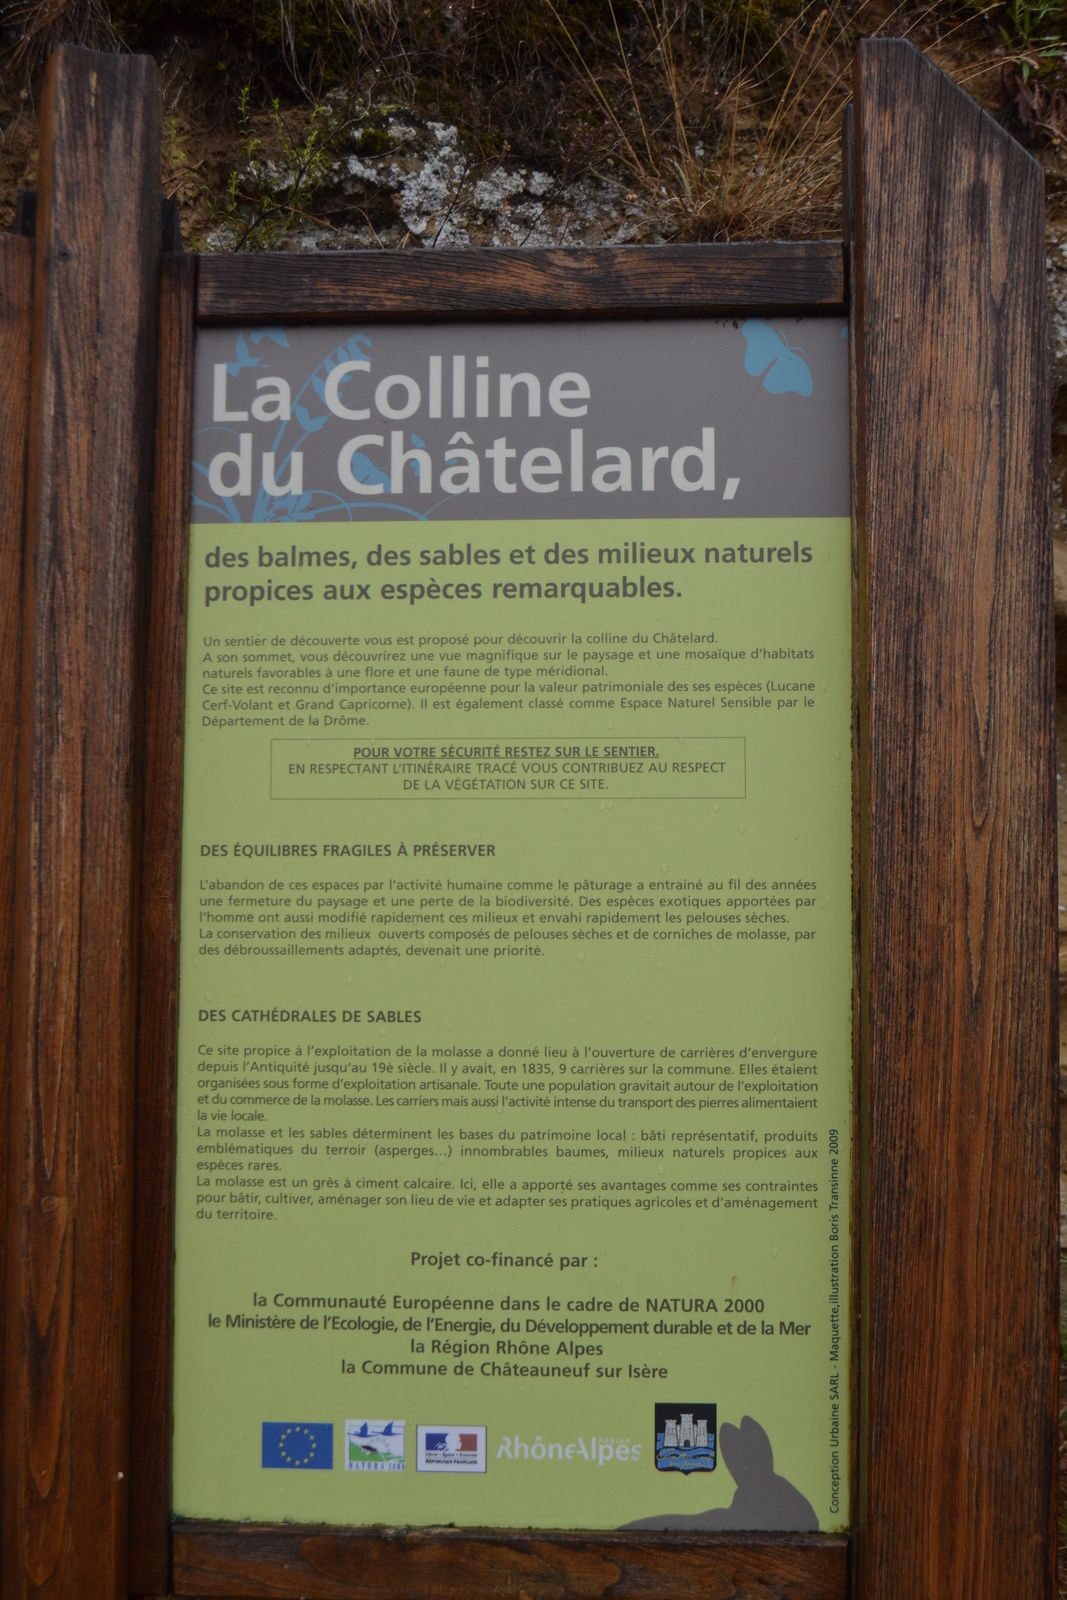 La Colline
du Châtelard,
des balmes, des sables et des milieux naturels
propices aux espèces remarquables.
Un sentier de découverte vous est proposé pour découvrir la colline du Châtelard.
A son sommet, vous découvrirez une vue magnifique sur le paysage et une mosaïque d'habitats
naturels favorables à une flore et une faune de type méridional.
Ce site est reconnu d'importance européenne pour la valeur patrimoniale des ses espèces (Lucane
Cerf-Volant et Grand Capricorne). Il est également classé comme Espace Naturel Sensible par le
Département de la Drôme.
POUR VOTRE SÉCURITÉ RESTEZ SUR LE SENTIER.
EN RESPECTANT L'ITINÉRAIRE TRACÉ VOUS CONTRIBUEZ AU RESPECT
DE LA VÉGÉTATION SUR CE SITE.
DES ÉQUILIBRES FRAGILES À PRÉSERVER
L'abandon de ces espaces par l'activité humaine comme le pâturage a entrainé au fil des années
une fermeture du paysage et une perte de la biodiversité. Des espèces exotiques apportées par
l'homme ont aussi modifié rapidement ces milieux et envahi rapidement les pelouses sèches.
La conservation des milieux ouverts composés de pelouses sèches et de corniches de molasse, par
des débroussaillements adaptés, devenait une priorité.
DES CATHÉDRALES DE SABLES
Ce site propice à l'exploitation de la molasse a donné lieu à l'ouverture de carrières d'envergure
depuis l'Antiquité jusqu'au 19è siècle. Il y avait, en 1835, 9 carrières sur la commune. Elles étaient
organisées sous forme d'exploitation artisanale. Toute une population gravitait autour de l'exploitation
et du commerce de la molasse. Les carriers mais aussi l'activité intense du transport des pierres alimentaient
la vie locale.
La molasse et les sables déterminent les bases du patrimoine local : bâti représentatif, produits
emblématiques du terroir (asperges...) innombrables baumes, milieux naturels propices aux
espèces rares.
La molasse est un grès à ciment calcaire. Ici, elle a apporté ses avantages comme ses contraintes
pour bâtir, cultiver, aménager son lieu de vie et adapter ses pratiques agricoles et d'aménagement
du territoire.
Projet co-financé par :
la Communauté Européenne dans le cadre de NATURA 2000
le Ministère de l'Ecologie, de l'Energie, du Développement durable et de la Mer
la Région Rhône Alpes
la Commune de Châteauneuf sur Isère
NATURA 2000
Liberté • Égalité • Fraternité
RÉPUBLIQUE FRANÇAISE
Région
RhôneAlpes
Conception Urbaine SARL - Maquette,illustration Boris Transinne 2009